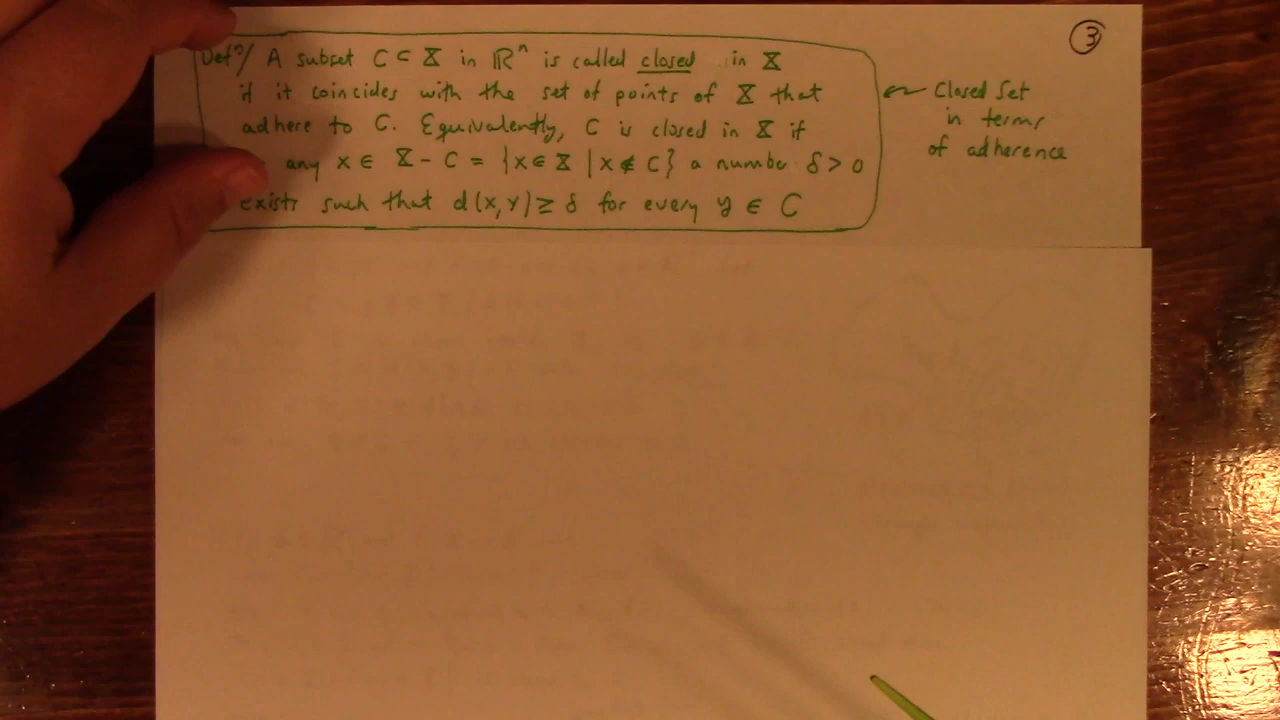 ③
Defⁿ/ A subset C ⊂ X in ℝⁿ is called closed in X
if it coincides with the set of points of X that
adhere to C. Equivalently, C is closed in X if
any x ∈ X - C = {x ∈ X | x ∉ C} a number δ > 0
exists such that d(x, y) ≥ δ for every y ∈ C
← Closed Set
in terms
of adherence